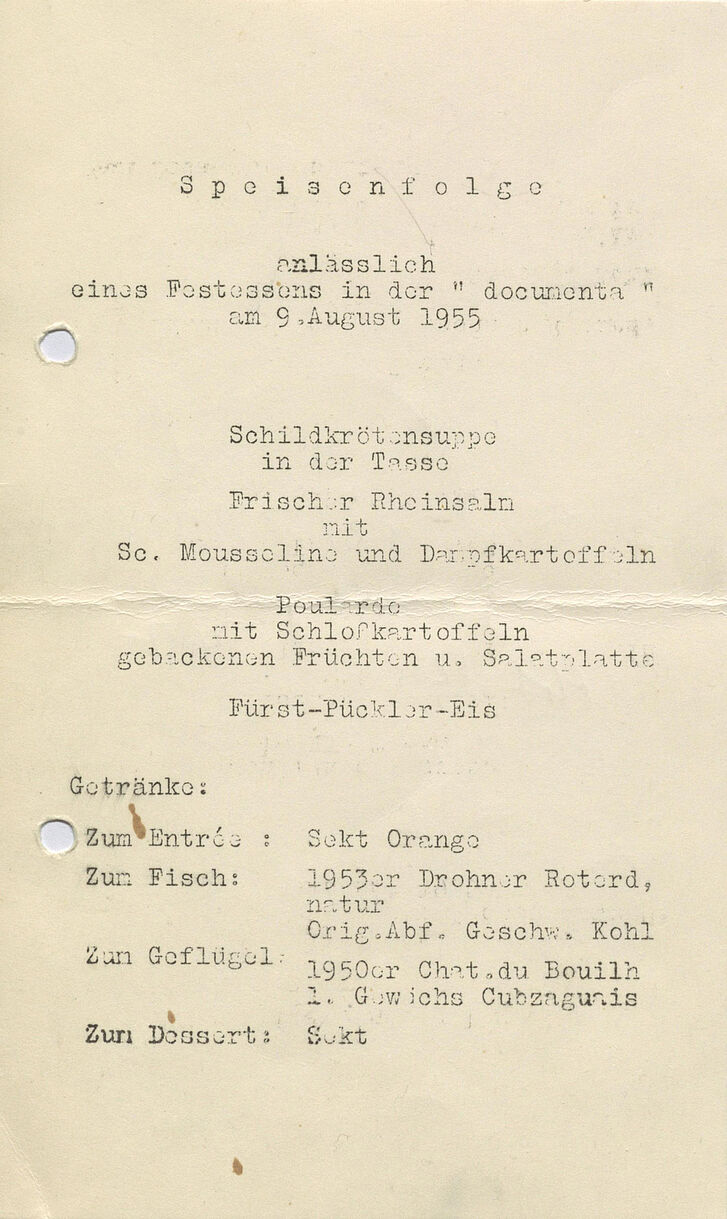 Speisenfolge
anlässlich
eines Festessens in der " documenta "
am 9.August 1955
Schildkrötensuppe
in der Tasse
Frischer Rheinsalm
mit
Sc. Mousseline und Dampfkartoffeln
Poularde
mit Schloßkartoffeln
gebackenen Früchten u. Salatplatte
Fürst-Pückler-Eis
Getränke:
Zum Entrée : Sekt Orange
Zum Fisch: 1953er Drohner Roterd,
natur
Orig.Abf. Geschw. Kohl
Zum Geflügel: 1950er Chat.du Bouilh
1. Gewächs Cubzaguais
Zum Dessert: Sekt